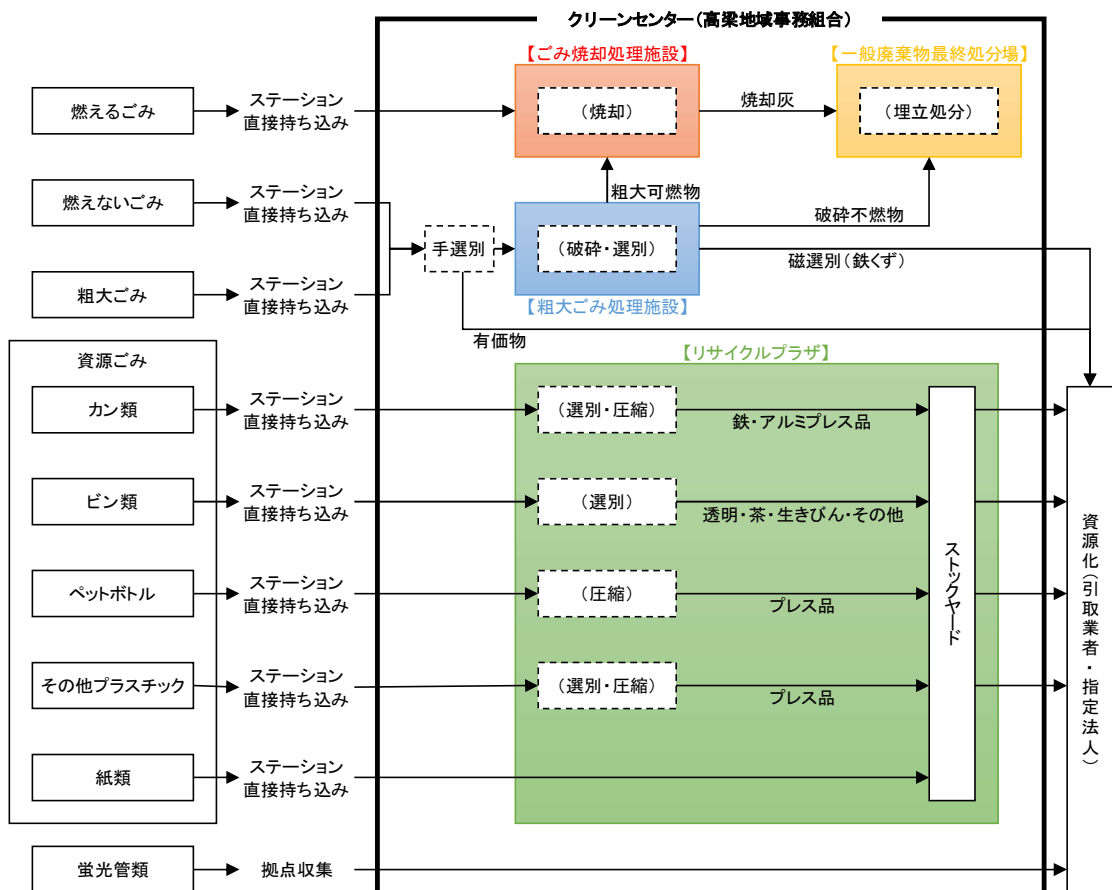 クリーンセンター（高梁地域事務組合）
【ごみ焼却処理施設】
【一般廃棄物最終処分場】
燃えるごみ
ステーション
直接持ち込み
（焼却）
焼却灰
（埋立処分）
燃えないごみ
ステーション
直接持ち込み
粗大可燃物
破砕不燃物
手選別
（破砕・選別）
磁選別（鉄くず）
粗大ごみ
ステーション
直接持ち込み
【粗大ごみ処理施設】
有価物
資源ごみ
【リサイクルプラザ】
カン類
ステーション
直接持ち込み
（選別・圧縮）
鉄・アルミプレス品
ビン類
ステーション
直接持ち込み
（選別）
透明・茶・生きびん・その他
ペットボトル
ステーション
直接持ち込み
（圧縮）
プレス品
その他プラスチック
ステーション
直接持ち込み
（選別・圧縮）
プレス品
紙類
ステーション
直接持ち込み
ストックヤード
資源化（引取業者・指定法人）
蛍光管類
拠点収集